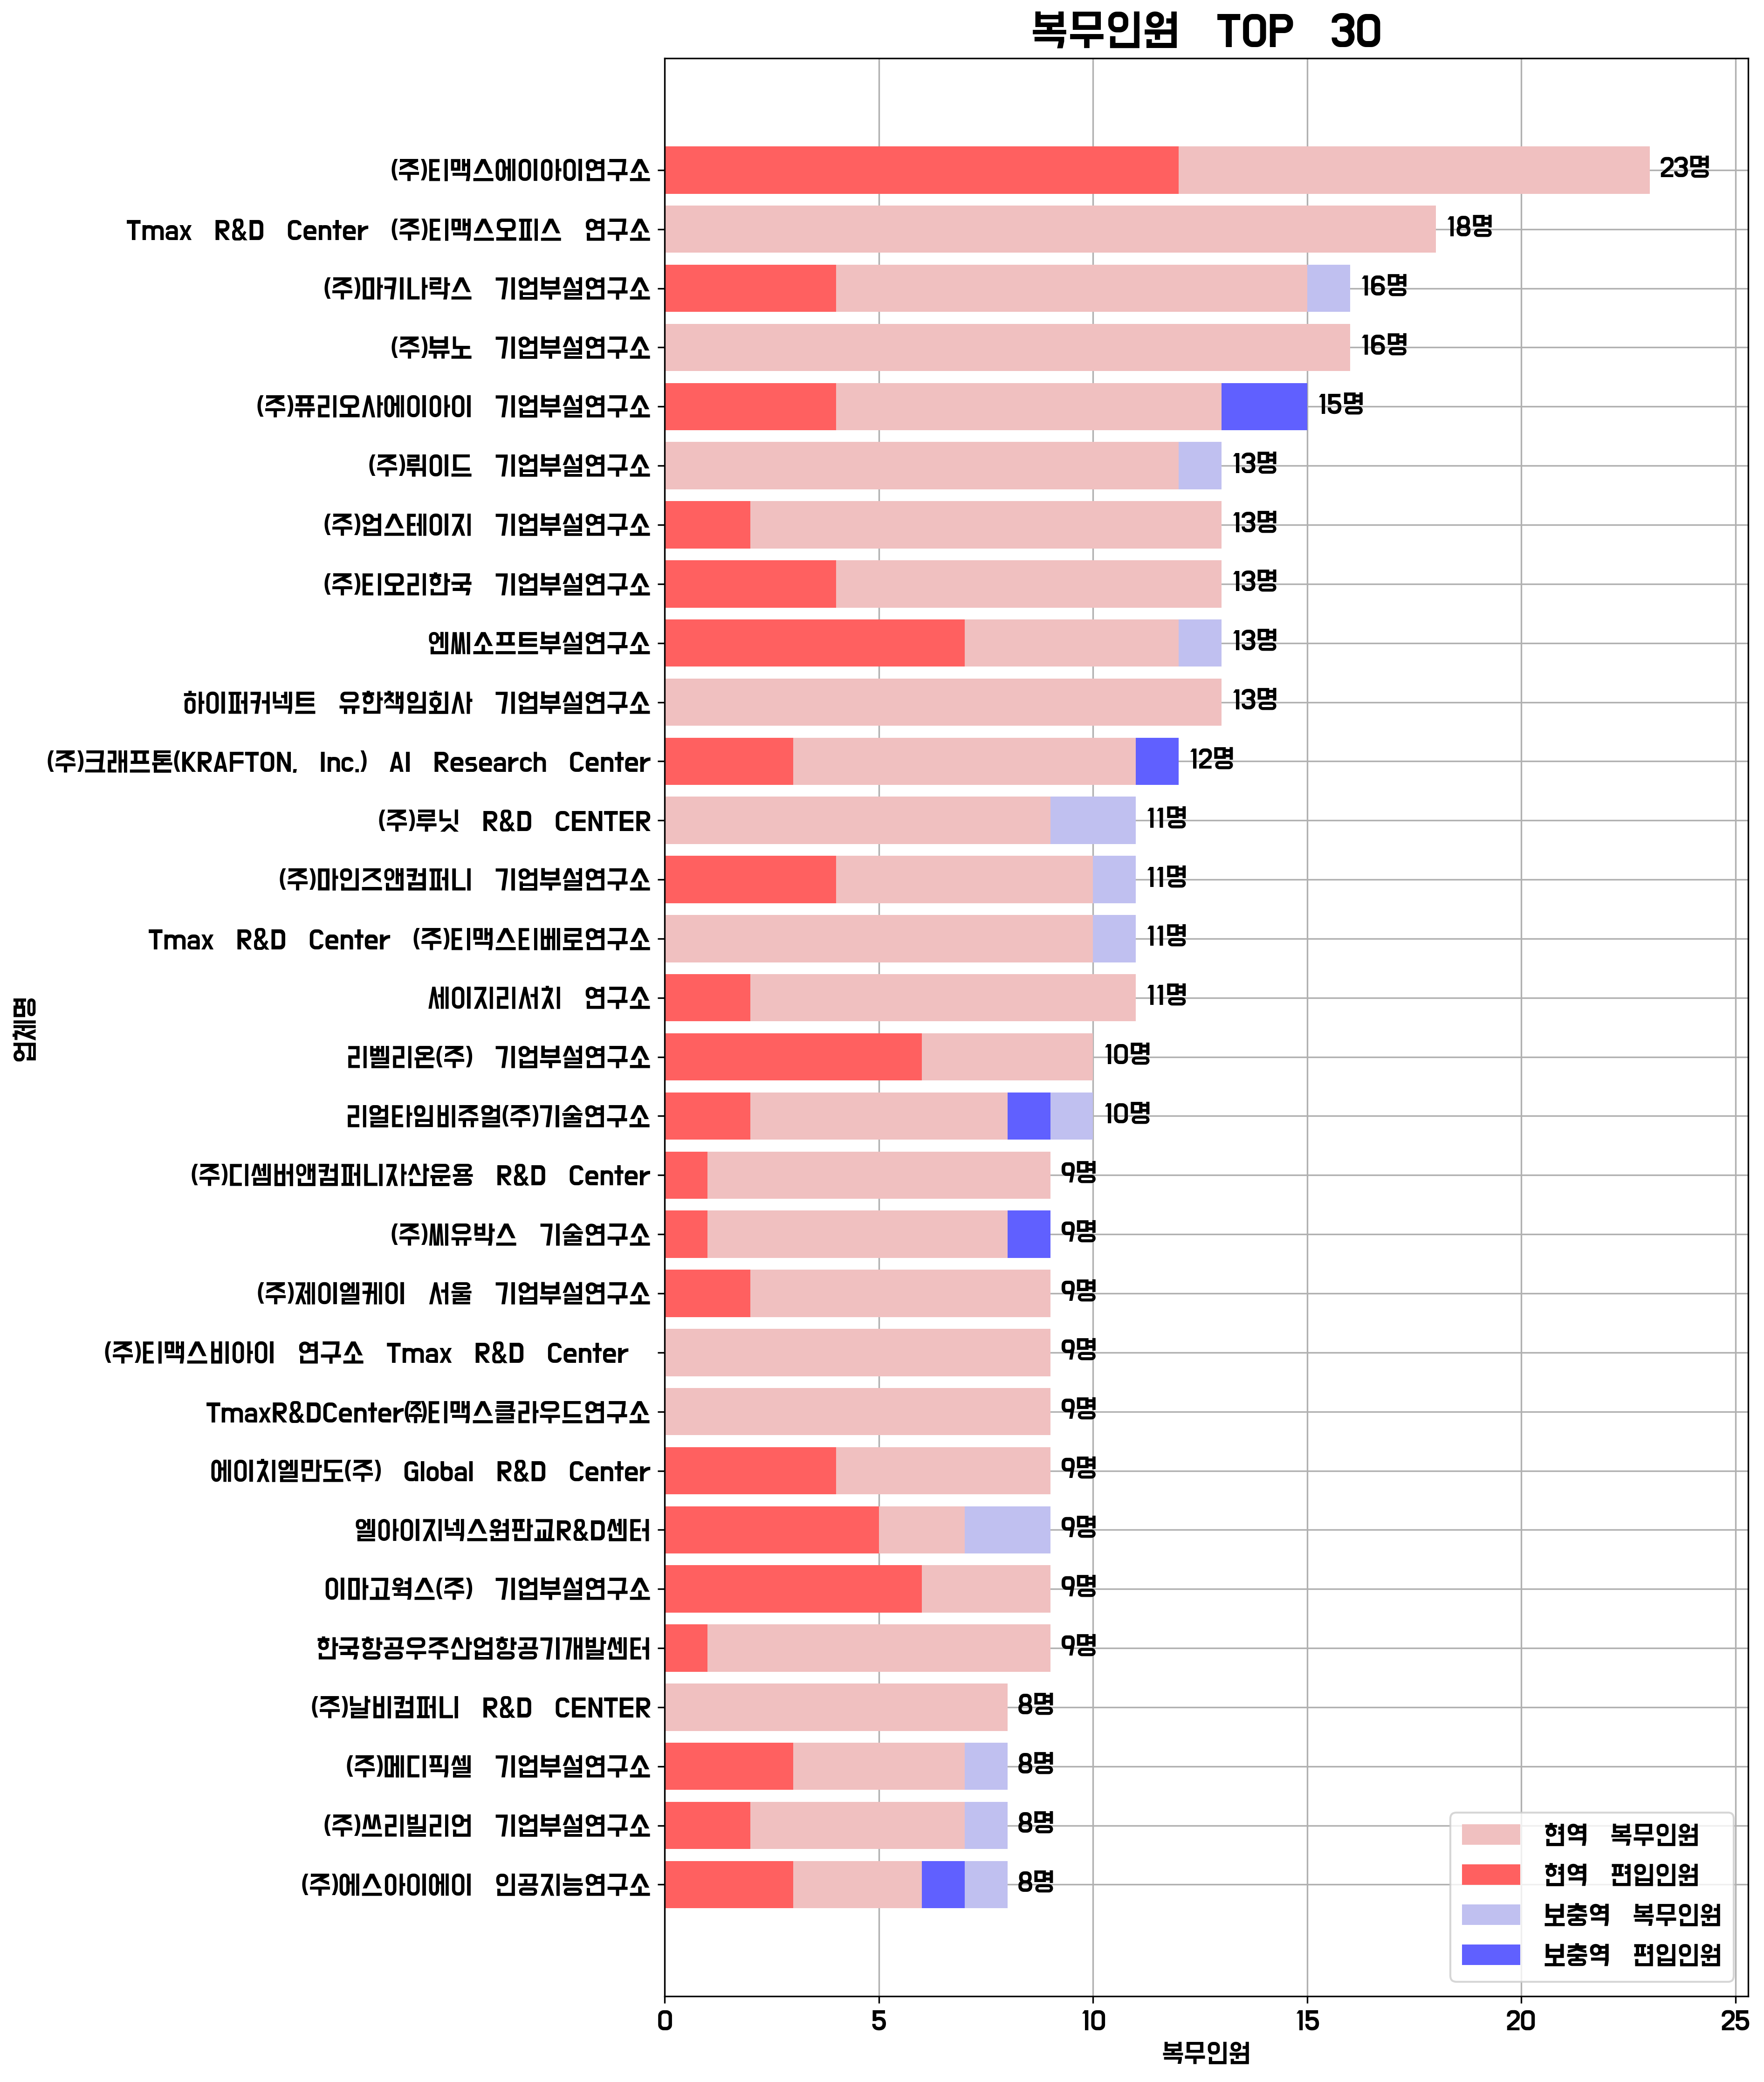 복무인원 TOP 30
(주)티맥스에이아이연구소 23명
Tmax R&D Center (주)티맥스오피스 연구소 18명
(주)마키나락스 기업부설연구소 16명
(주)뷰노 기업부설연구소 16명
(주)퓨리오사에이아이 기업부설연구소 15명
(주)뤼이드 기업부설연구소 13명
(주)업스테이지 기업부설연구소 13명
(주)티오리한국 기업부설연구소 13명
엔씨소프트부설연구소 13명
하이퍼커넥트 유한책임회사 기업부설연구소 13명
(주)크래프톤(KRAFTON, Inc.) AI Research Center 12명
(주)루닛 R&D CENTER 11명
(주)마인즈앤컴퍼니 기업부설연구소 11명
Tmax R&D Center (주)티맥스티베로연구소 11명
세이지리서치 연구소 11명
리벨리온(주) 기업부설연구소 10명
리얼타임비쥬얼(주)기술연구소 10명
(주)디셈버앤컴퍼니자산운용 R&D Center 9명
(주)씨유박스 기술연구소 9명
(주)제이엘케이 서울 기업부설연구소 9명
(주)티맥스비아이 연구소 Tmax R&D Center 9명
TmaxR&DCenter㈜티맥스클라우드연구소 9명
에이치엘만도(주) Global R&D Center 9명
엘아이지넥스원판교R&D센터 9명
이마고웍스(주) 기업부설연구소 9명
한국항공우주산업항공기개발센터 9명
(주)날비컴퍼니 R&D CENTER 8명
(주)메디픽셀 기업부설연구소 8명
(주)쓰리빌리언 기업부설연구소 8명
(주)에스아이에이 인공지능연구소 8명
업체명
현역 복무인원
현역 편입인원
보충역 복무인원
보충역 편입인원
0 5 10 15 20 25
복무인원